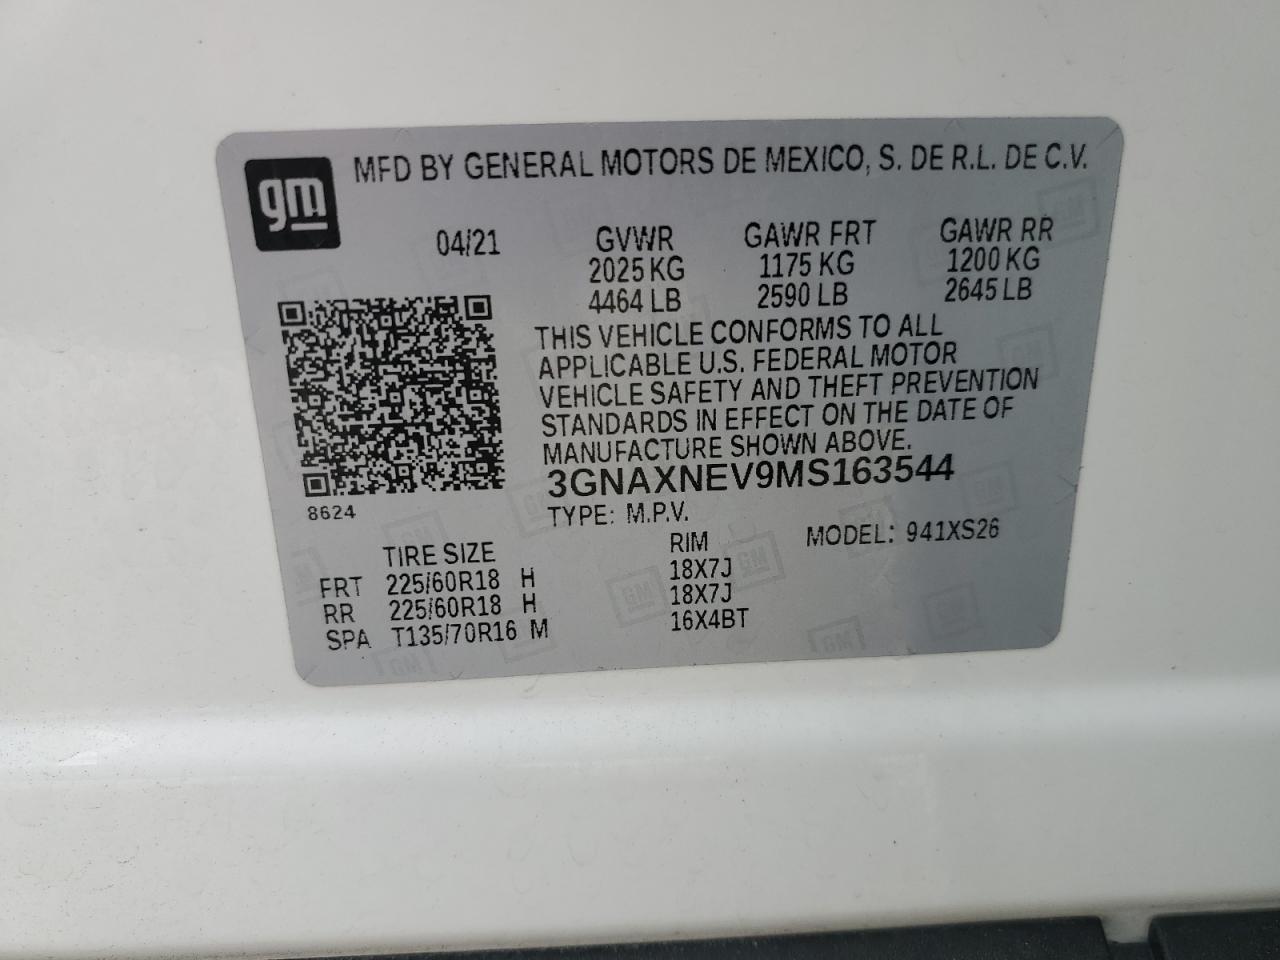 gm
MFD BY GENERAL MOTORS DE MEXICO, S. DE R.L. DE C.V.
04/21 GVWR GAWR FRT GAWR RR
2025 KG 1175 KG 1200 KG
4464 LB 2590 LB 2645 LB
THIS VEHICLE CONFORMS TO ALL
APPLICABLE U.S. FEDERAL MOTOR
VEHICLE SAFETY AND THEFT PREVENTION
STANDARDS IN EFFECT ON THE DATE OF
MANUFACTURE SHOWN ABOVE.
3GNAXNEV9MS163544
8624
TYPE: M.P.V. MODEL: 941XS26
TIRE SIZE RIM
FRT 225/60R18 H 18X7J
RR 225/60R18 H 18X7J
SPA T135/70R16 M 16X4BT